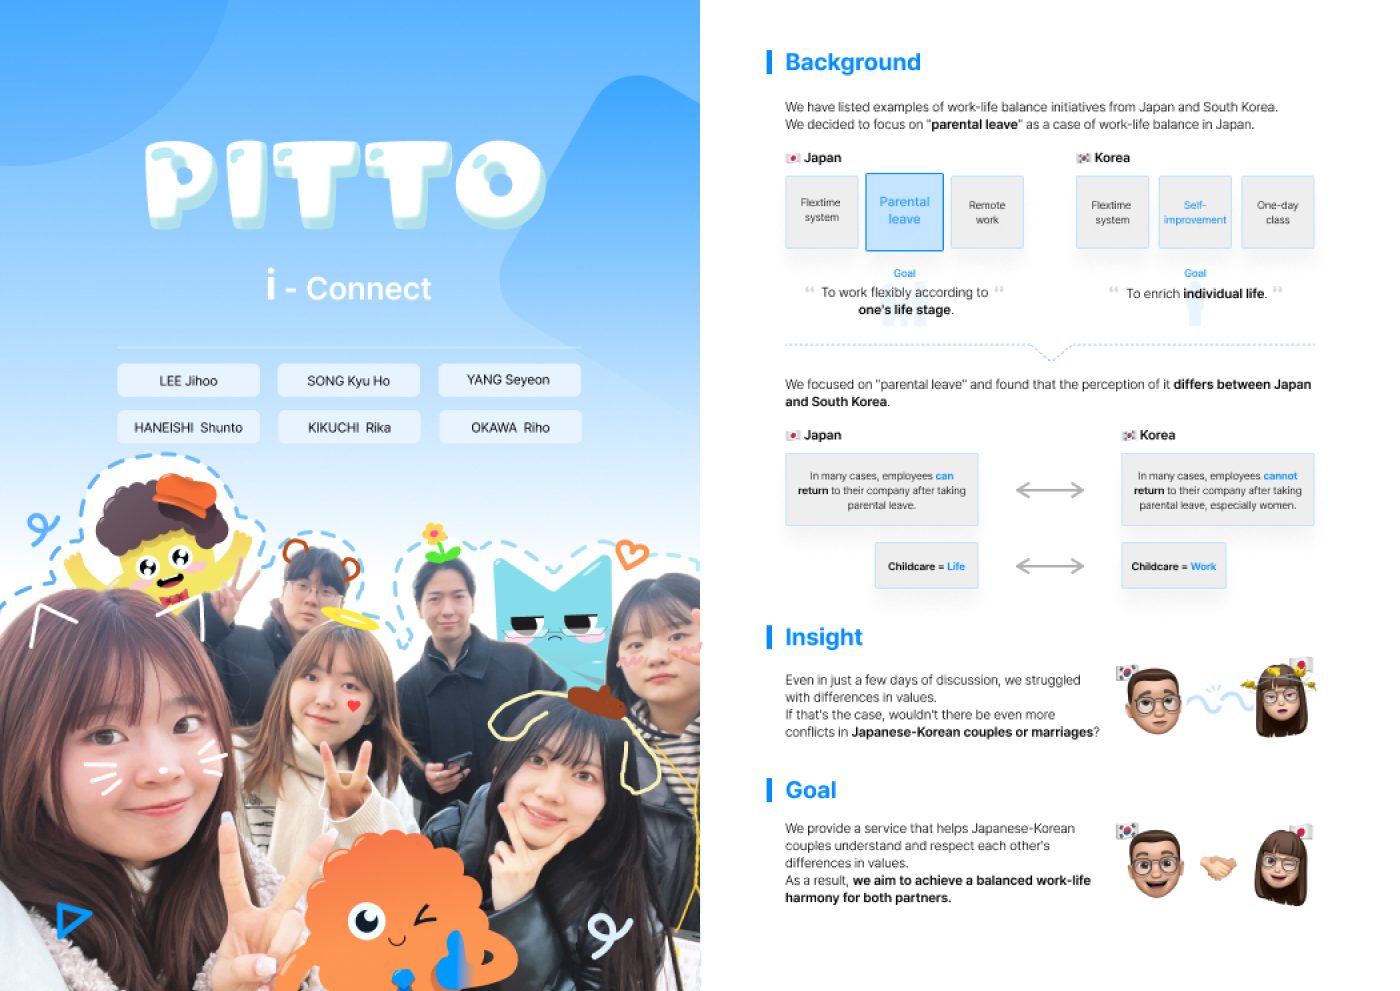 PITTO
i - Connect
LEE Jihoo
SONG Kyu Ho
YANG Seyeon
HANEISHI Shunto
KIKUCHI Rika
OKAWA Riho
Background
We have listed examples of work-life balance initiatives from Japan and South Korea.
We decided to focus on "parental leave" as a case of work-life balance in Japan.
Japan
Flextime
system
Parental
leave
Remote
work
Goal
“ To work flexibly according to ”
one's life stage.
Korea
Flextime
system
Self-
improvement
One-day
class
Goal
“ To enrich individual life. ”
We focused on "parental leave" and found that the perception of it differs between Japan
and South Korea.
Japan
In many cases, employees can
return to their company after taking
parental leave.
Korea
In many cases, employees cannot
return to their company after taking
parental leave, especially women.
Childcare = Life
Childcare = Work
Insight
Even in just a few days of discussion, we struggled
with differences in values.
If that's the case, wouldn't there be even more
conflicts in Japanese-Korean couples or marriages?
Goal
We provide a service that helps Japanese-Korean
couples understand and respect each other's
differences in values.
As a result, we aim to achieve a balanced work-life
harmony for both partners.